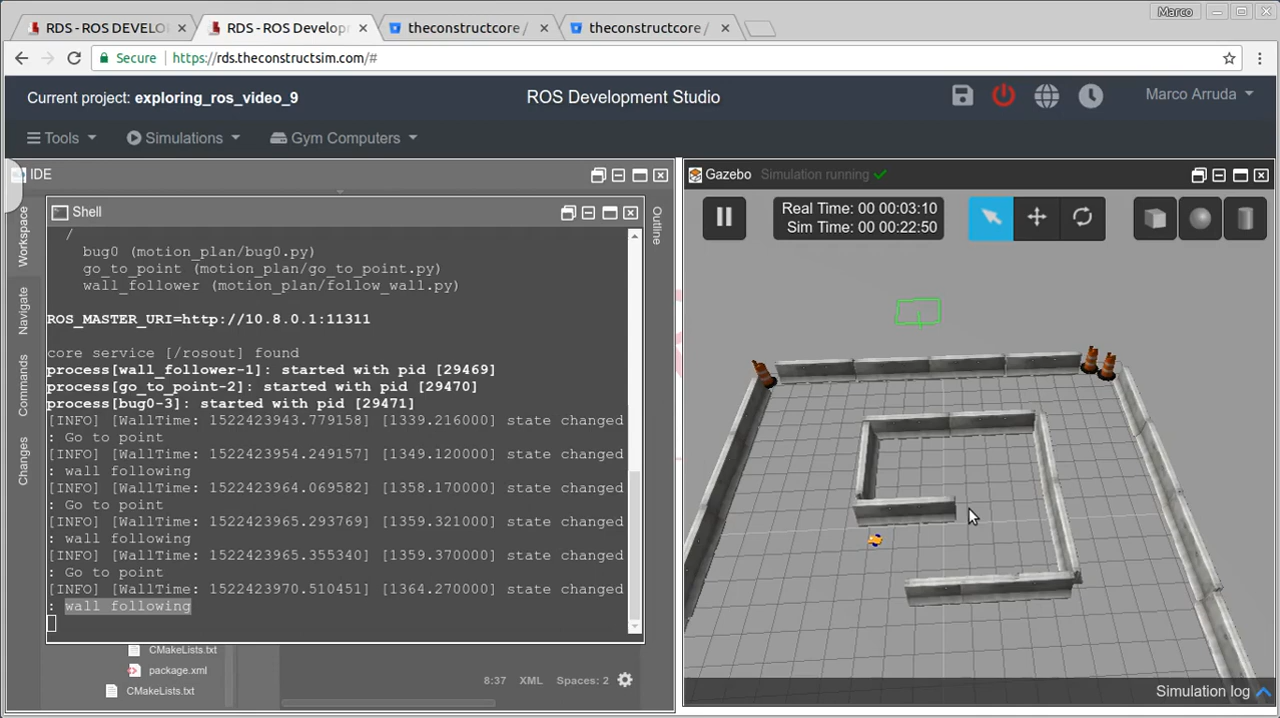 Marco
RDS - ROS DEVELO
RDS - ROS Develop
theconstructcore /
theconstructcore /
Secure
https://rds.theconstructsim.com/#
Current project: exploring_ros_video_9
ROS Development Studio
Marco Arruda
Tools
Simulations
Gym Computers
IDE
Gazebo
Simulation running
Shell
Workspace
Navigate
Commands
Changes
Outline
/
bug0 (motion_plan/bug0.py)
go_to_point (motion_plan/go_to_point.py)
wall_follower (motion_plan/follow_wall.py)
ROS_MASTER_URI=http://10.8.0.1:11311
core service [/rosout] found
process[wall_follower-1]: started with pid [29469]
process[go_to_point-2]: started with pid [29470]
process[bug0-3]: started with pid [29471]
[INFO] [WallTime: 1522423943.779158] [1339.216000] state changed
: Go to point
[INFO] [WallTime: 1522423954.249157] [1349.120000] state changed
: wall following
[INFO] [WallTime: 1522423964.069582] [1358.170000] state changed
: Go to point
[INFO] [WallTime: 1522423965.293769] [1359.321000] state changed
: wall following
[INFO] [WallTime: 1522423965.355340] [1359.370000] state changed
: Go to point
[INFO] [WallTime: 1522423970.510451] [1364.270000] state changed
: wall following
CMakeLists.txt
package.xml
CMakeLists.txt
8:37
XML
Spaces: 2
Real Time: 00 00:03:10
Sim Time: 00 00:22:50
Simulation log